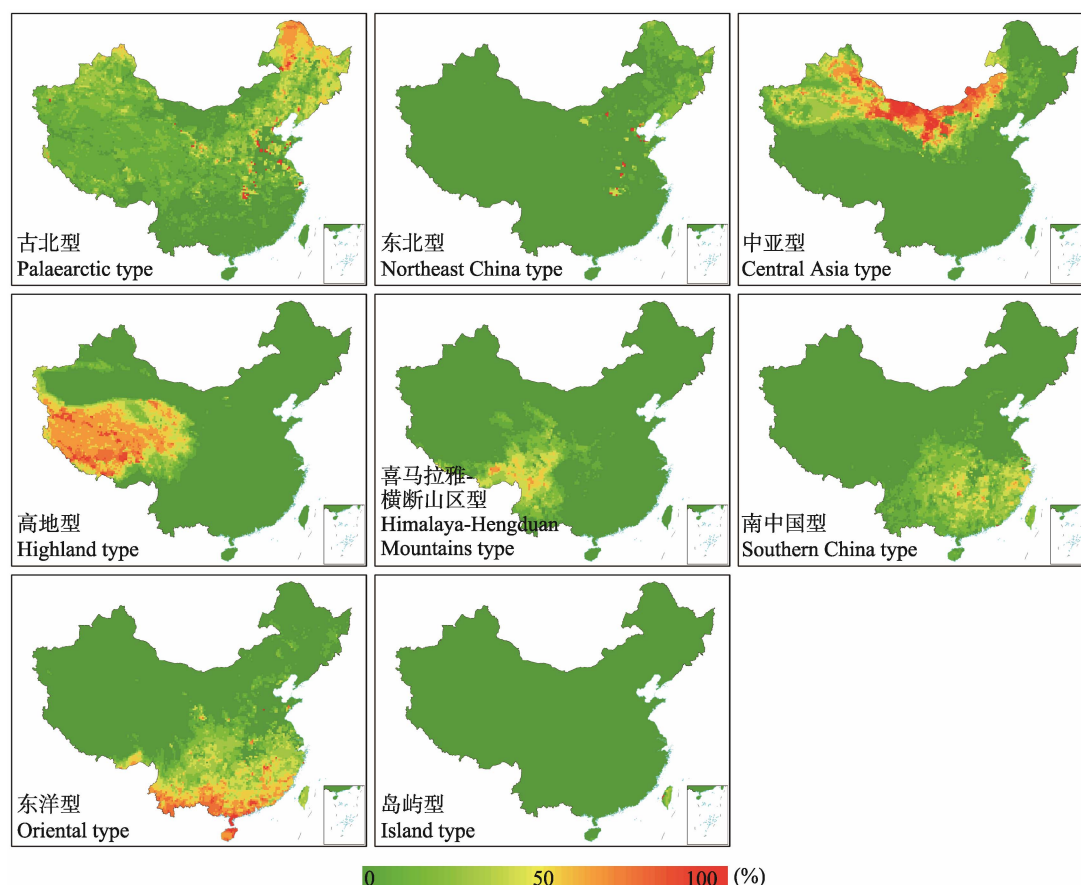 古北型
Palaearctic type
东北型
Northeast China type
中亚型
Central Asia type
高地型
Highland type
喜马拉雅-
横断山区型
Himalaya-Hengduan
Mountains type
南中国型
Southern China type
东洋型
Oriental type
岛屿型
Island type
0 50 100 (%)